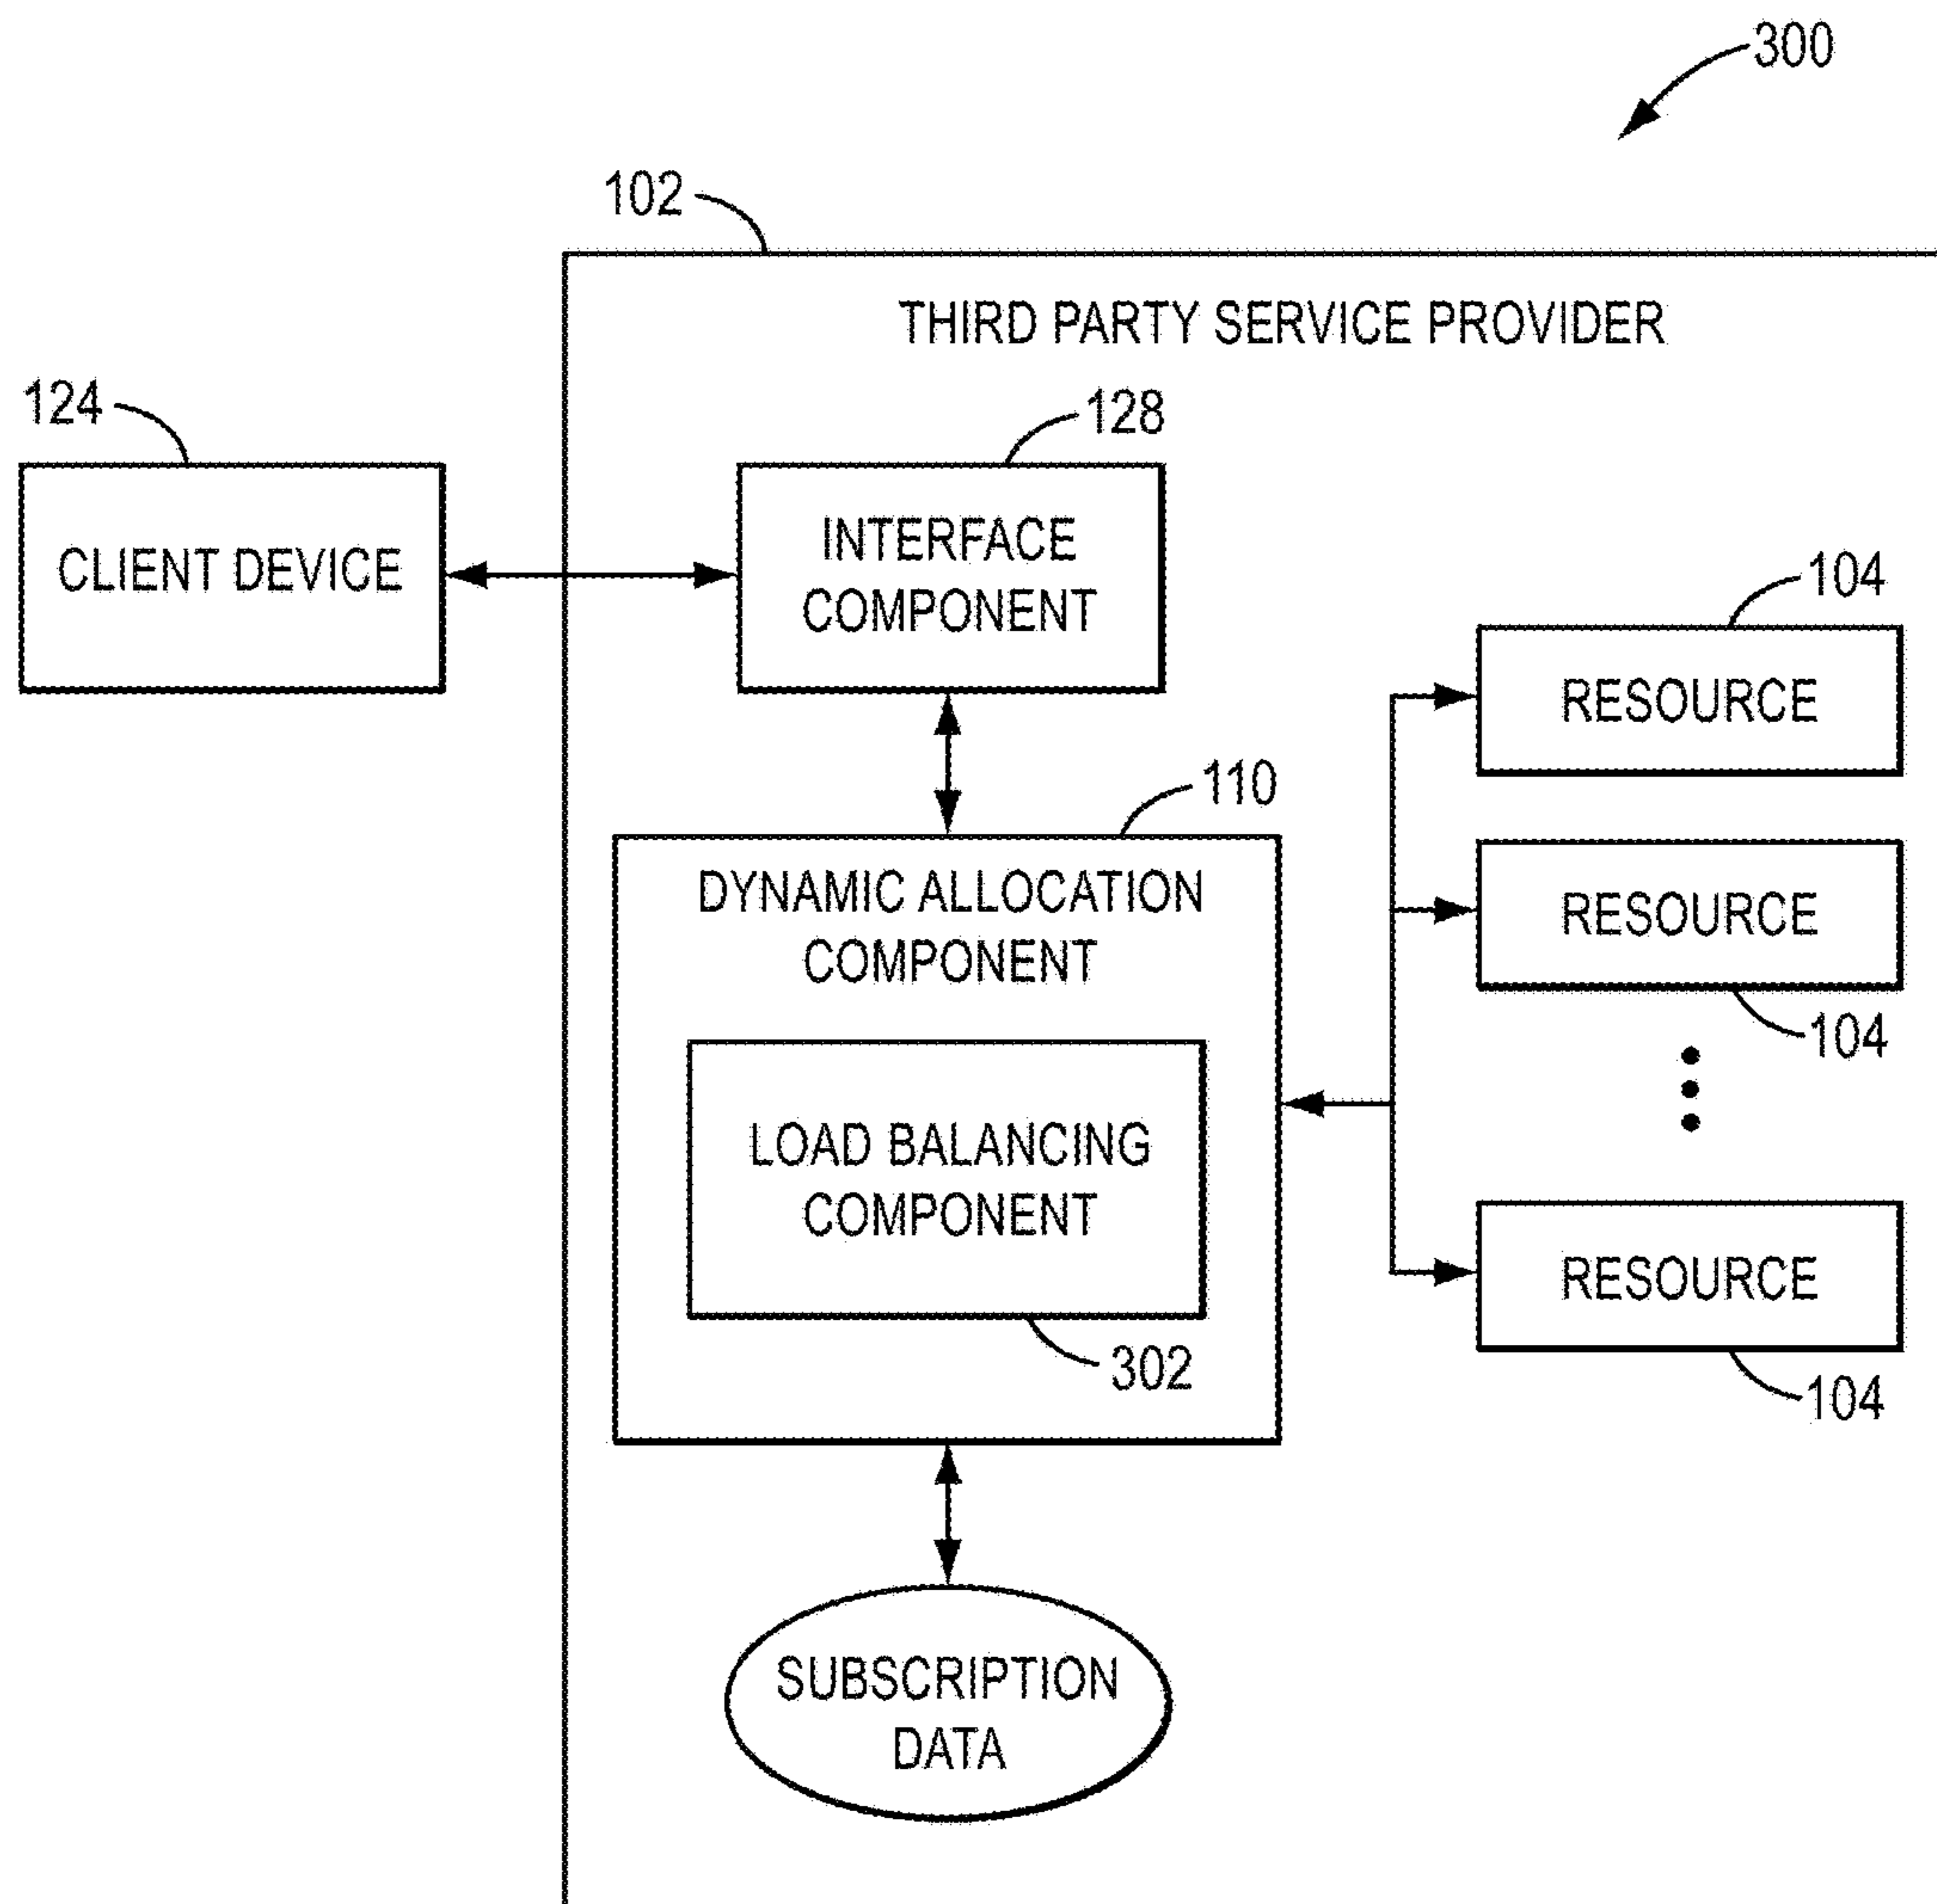 300
102
THIRD PARTY SERVICE PROVIDER
124
128
CLIENT DEVICE
INTERFACE
COMPONENT
104
RESOURCE
110
DYNAMIC ALLOCATION
COMPONENT
RESOURCE
104
LOAD BALANCING
COMPONENT
302
RESOURCE
104
SUBSCRIPTION
DATA